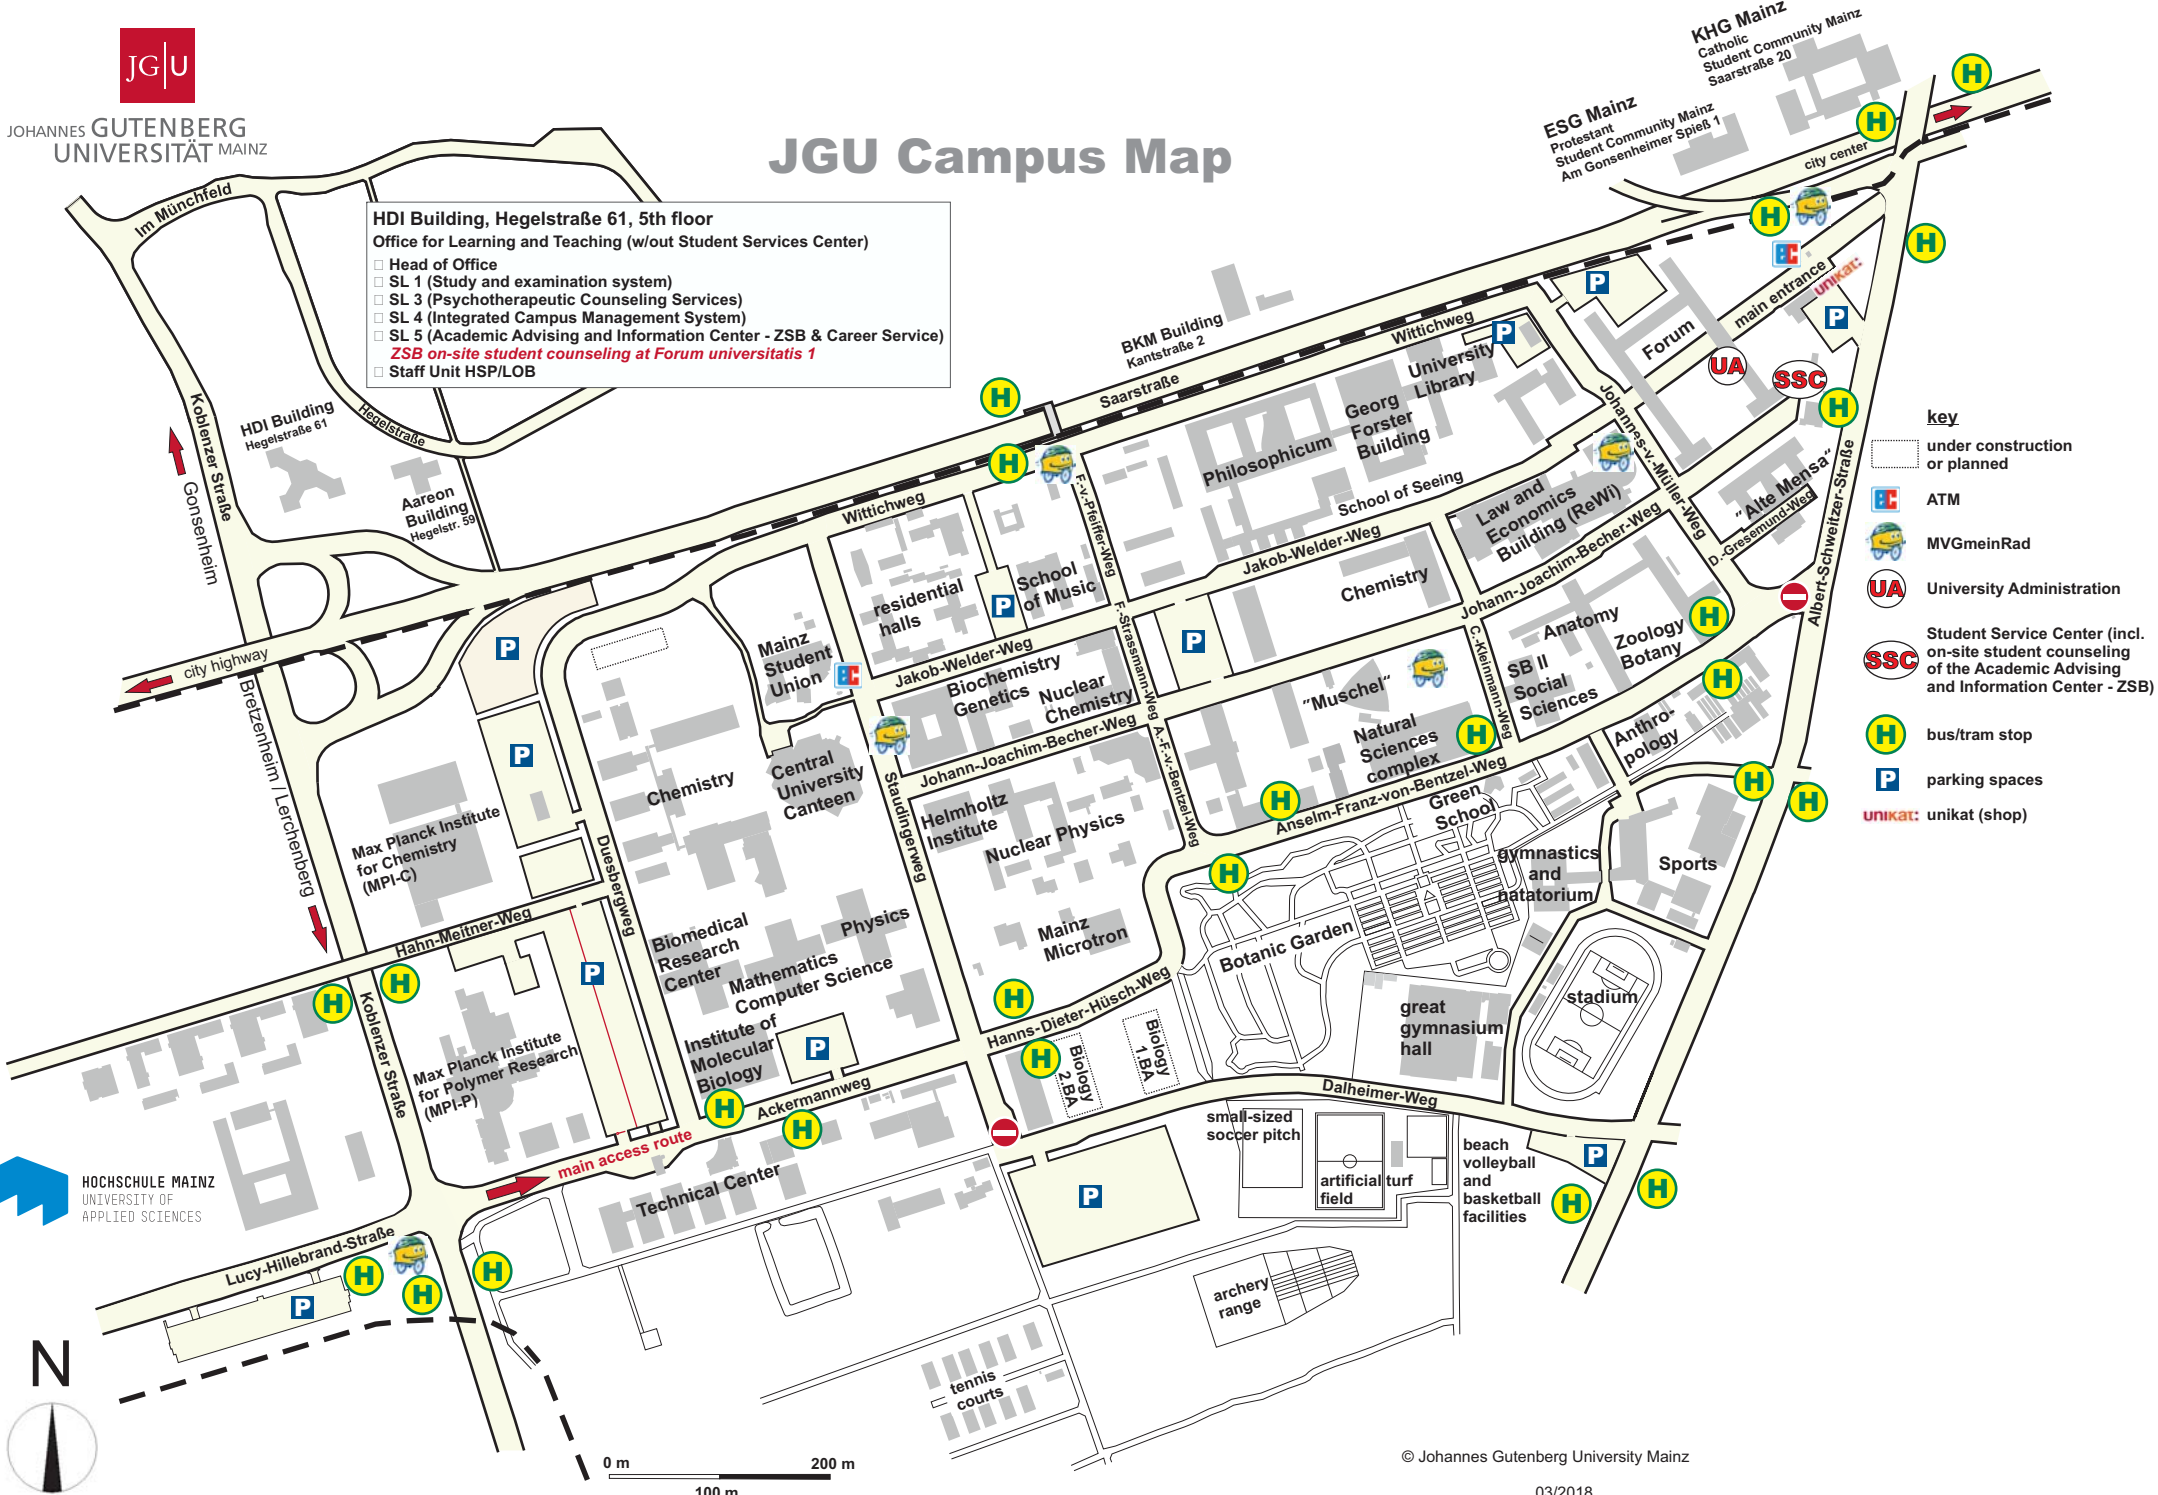 JG|U
JOHANNES GUTENBERG
UNIVERSITÄT MAINZ
JGU Campus Map
KHG Mainz
Catholic
Student Community Mainz
Saarstraße 20
ESG Mainz
Protestant
Student Community Mainz
Am Gonsenheimer Spieß 1
HDI Building, Hegelstraße 61, 5th floor
Office for Learning and Teaching (w/out Student Services Center)
Head of Office
SL 1 (Study and examination system)
SL 3 (Psychotherapeutic Counseling Services)
SL 4 (Integrated Campus Management System)
SL 5 (Academic Advising and Information Center - ZSB & Career Service)
ZSB on-site student counseling at Forum universitatis 1
Staff Unit HSP/LOB
Im Münchfeld
Koblenzer Straße
Gonsenheim
HDI Building
Hegelstraße 61
Hegelstraße
Aareon
Building
Hegelstr. 59
city highway
Bretzenheim / Lerchenberg
BKM Building
Kantstraße 2
Saarstraße
Wittichweg
Wittichweg
city center
main entrance
unikat:
Forum
UA
SSC
University
Library
Georg
Forster
Building
Philosophicum
School of Seeing
Law and
Economics
Building (ReWi)
Johannes-v.-Müller-Weg
"Alte Mensa"
D.-Gresemund-Weg
Albert-Schweitzer-Straße
F.-v.-Pfeiffer-Weg
Jakob-Welder-Weg
Chemistry
Johann-Joachim-Becher-Weg
Anatomy
Zoology
Botany
SB II
Social
Sciences
C.-Kleinmann-Weg
Anthro-
pology
residential
halls
School
of Music
F.-Strassmann-Weg
Mainz
Student
Union
Jakob-Welder-Weg
Biochemistry
Genetics
Nuclear
Chemistry
Johann-Joachim-Becher-Weg
"Muschel"
Natural
Sciences
complex
A.-F.-v.-Bentzel-Weg
Anselm-Franz-von-Bentzel-Weg
Green
School
Chemistry
Central
University
Canteen
Staudingerweg
Helmholtz
Institute
Nuclear Physics
Max Planck Institute
for Chemistry
(MPI-C)
Duesbergweg
Hahn-Meitner-Weg
Biomedical
Research
Center
Physics
Mathematics
Computer Science
Institute of
Molecular
Biology
Mainz
Microtron
Hanns-Dieter-Hüsch-Weg
Botanic Garden
gymnastics
and
natatorium
Sports
stadium
great
gymnasium
hall
Biology
2.BA
Biology
1.BA
Koblenzer Straße
Max Planck Institute
for Polymer Research
(MPI-P)
Ackermannweg
main access route
Technical Center
Dalheimer-Weg
small-sized
soccer pitch
artificial turf
field
beach
volleyball
and
basketball
facilities
archery
range
tennis
courts
HOCHSCHULE MAINZ
UNIVERSITY OF
APPLIED SCIENCES
Lucy-Hillebrand-Straße
N
0 m
200 m
100 m
key
under construction
or planned
EC ATM
MVGmeinRad
UA University Administration
SSC Student Service Center (incl.
on-site student counseling
of the Academic Advising
and Information Center - ZSB)
H bus/tram stop
P parking spaces
unikat: unikat (shop)
© Johannes Gutenberg University Mainz
03/2018